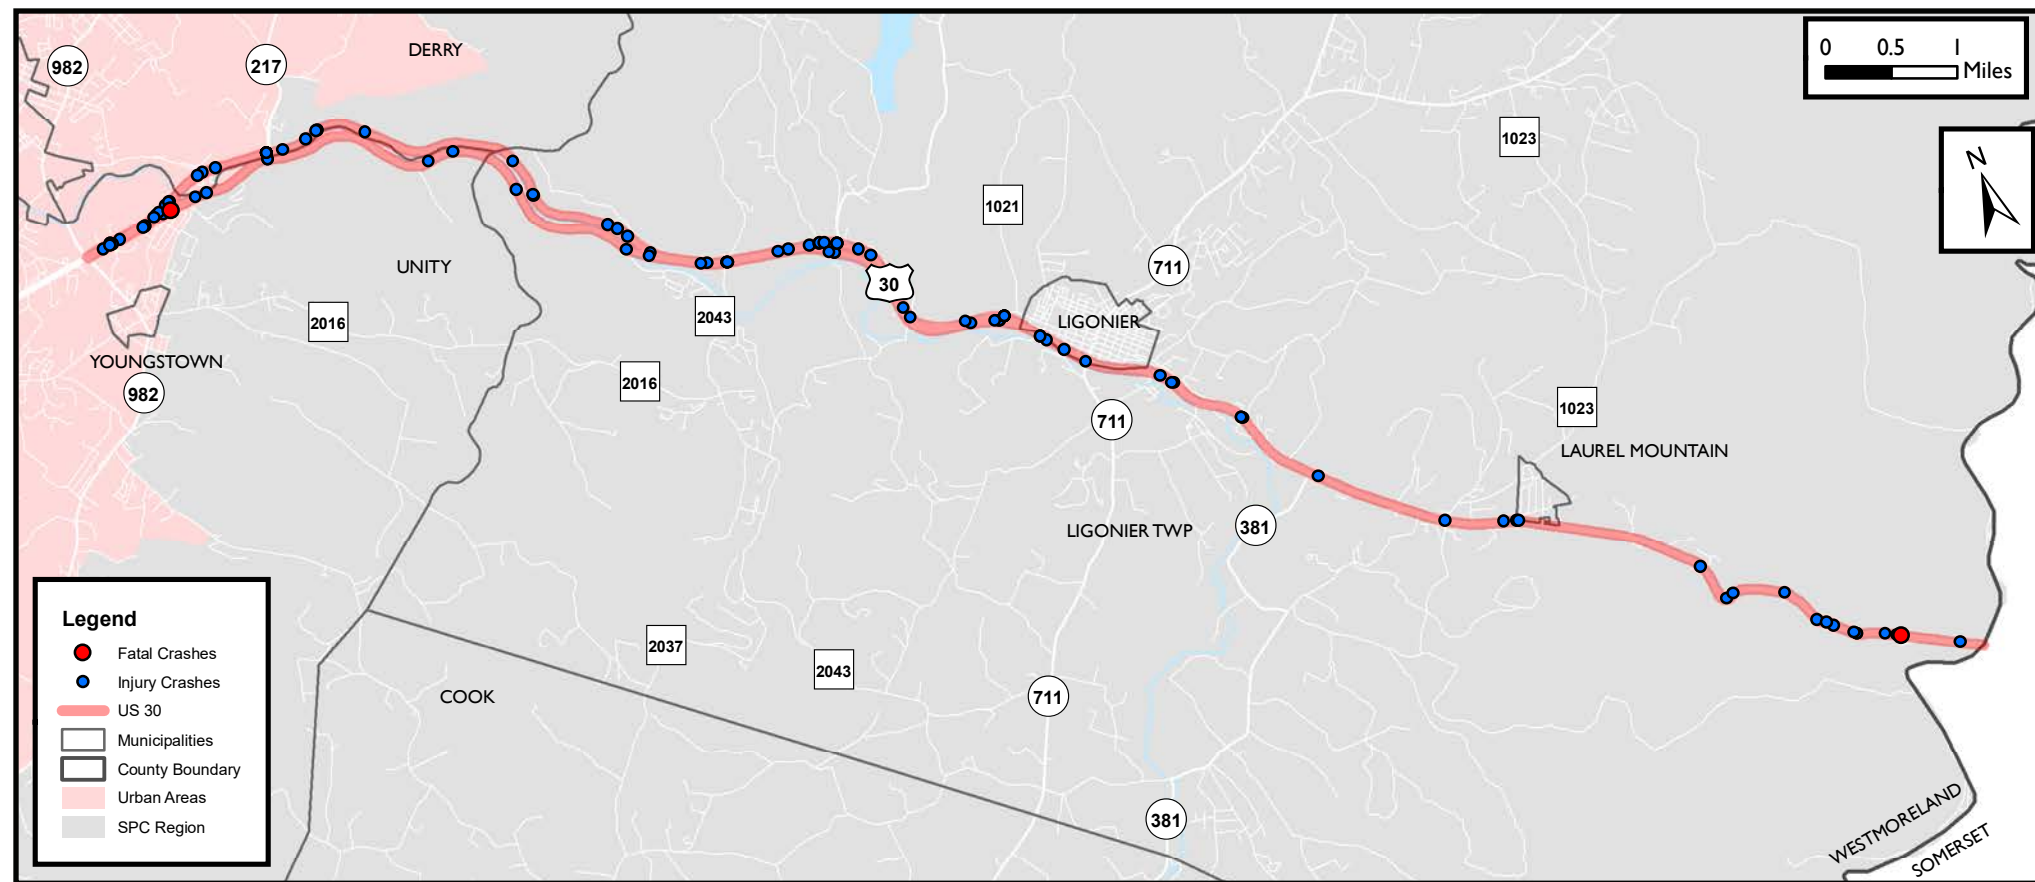 DERRY
982
217
0 0.5 1
Miles
1023
N
1021
711
UNITY
30
2016
2043
LIGONIER
YOUNGSTOWN
2016
982
1023
711
LAUREL MOUNTAIN
LIGONIER TWP
381
Legend
Fatal Crashes
Injury Crashes
US 30
Municipalities
County Boundary
Urban Areas
SPC Region
2037
2043
COOK
711
381
WESTMORELAND
SOMERSET